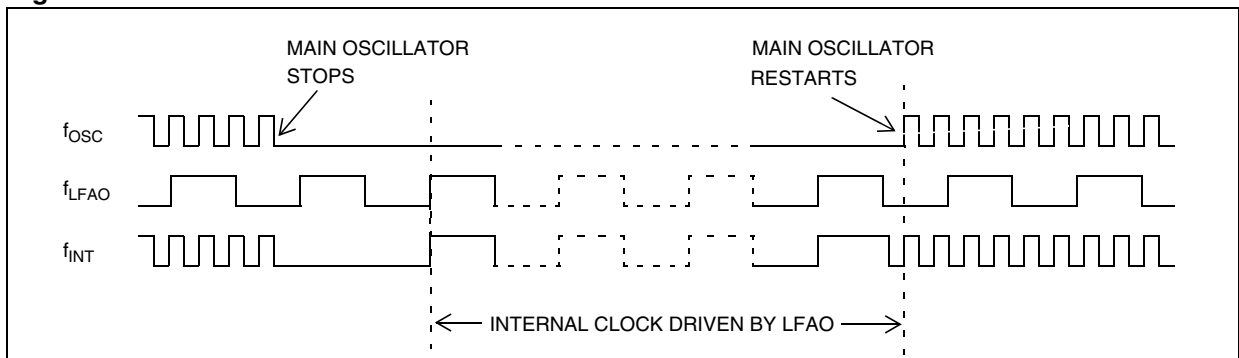 MAIN OSCILLATOR
STOPS
MAIN OSCILLATOR
RESTARTS
fOSC
fLFAO
fINT
INTERNAL CLOCK DRIVEN BY LFAO